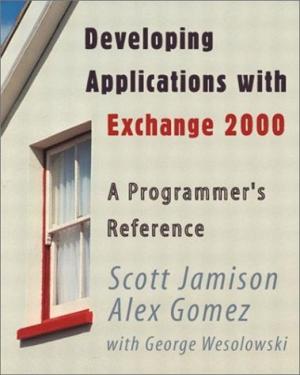 Developing
Applications with
Exchange 2000
A Programmer's
Reference
Scott Jamison
Alex Gomez
with George Wesolowski